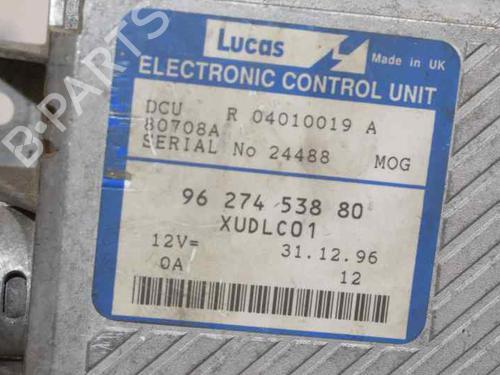 Lucas
Made in UK
ELECTRONIC CONTROL UNIT
DCU R 04010019 A
80708A
SERIAL No 24488 MOG
96 274 538 80
XUDLC01
12V= 31.12.96
0A 12
B-PARTS